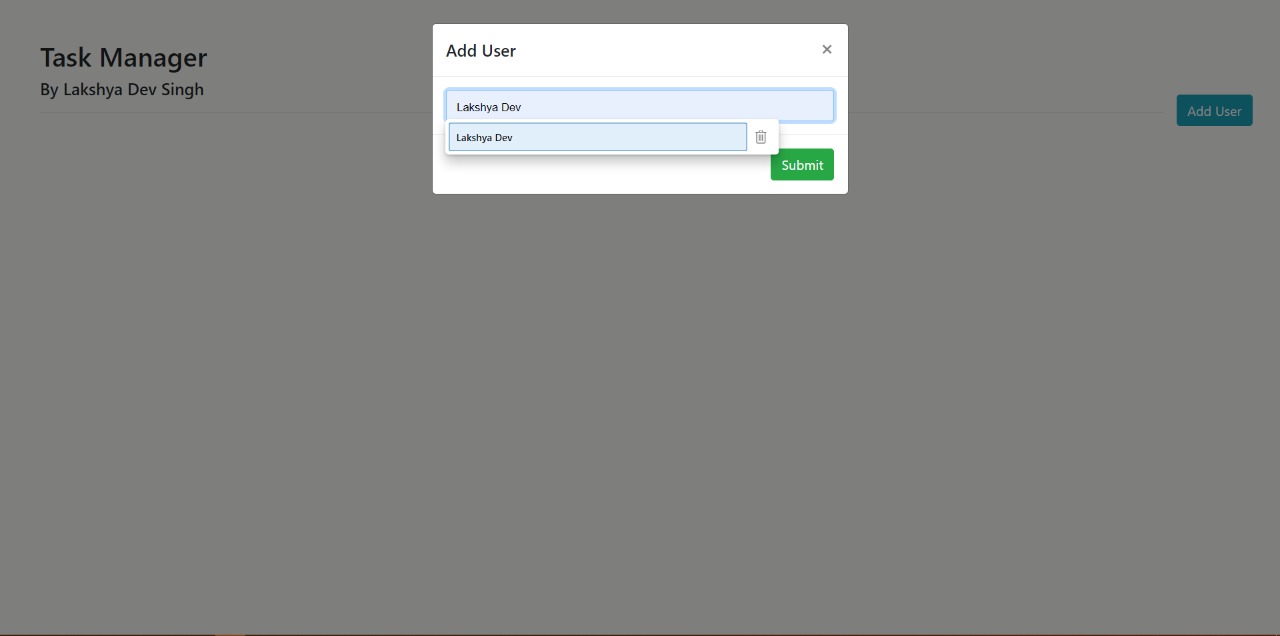 Task Manager
By Lakshya Dev Singh
Add User
Add User
×
Lakshya Dev
Lakshya Dev
Submit